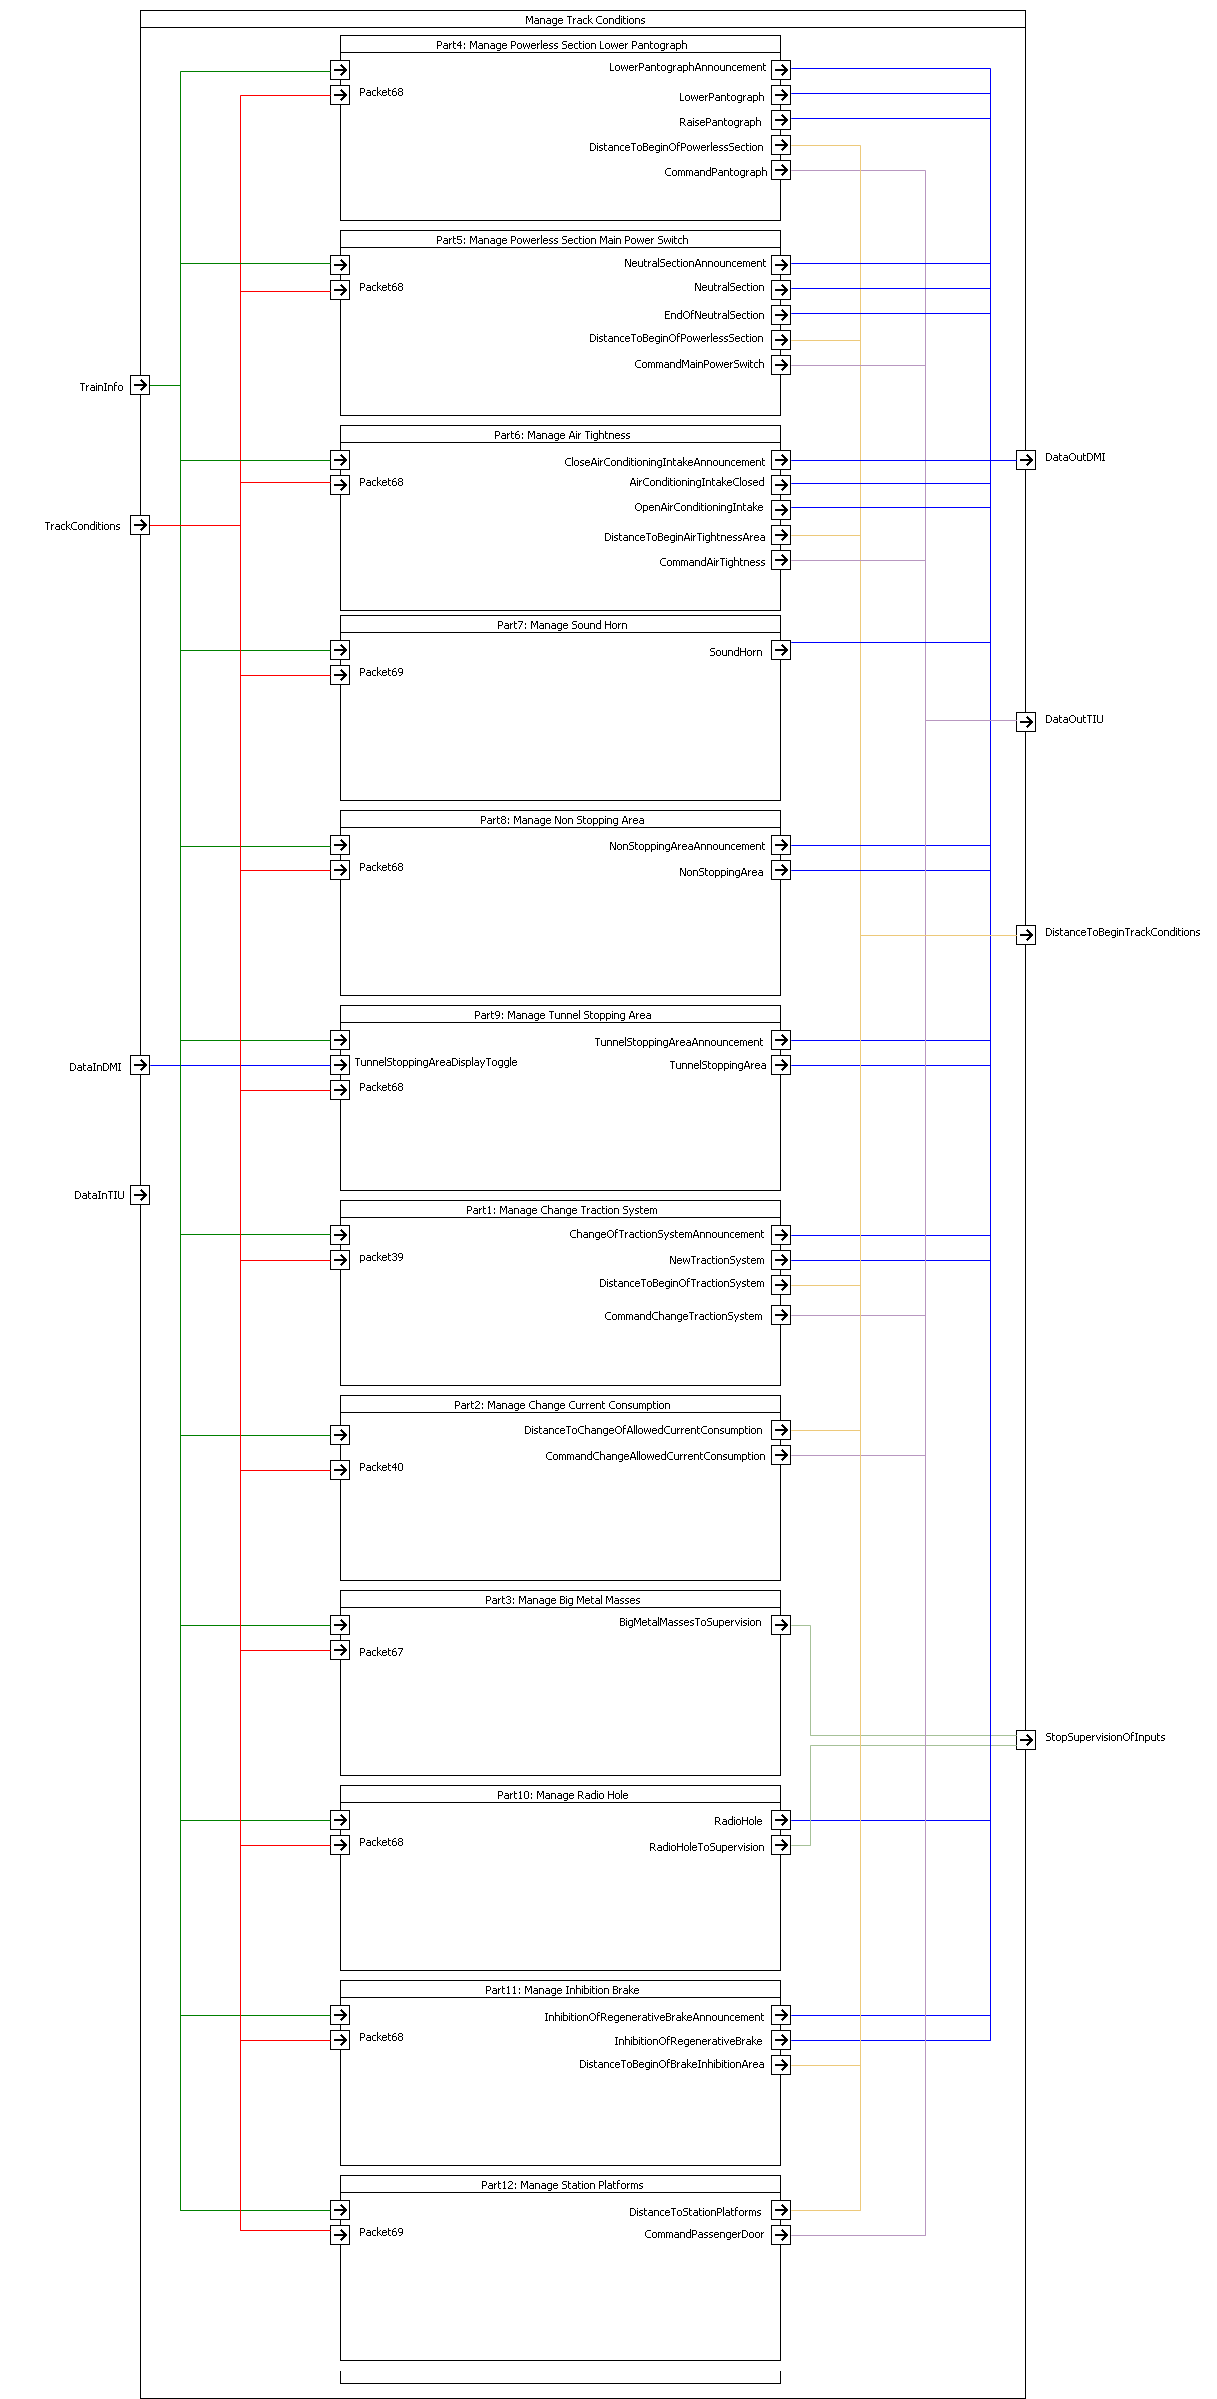 Manage Track Conditions
Part4: Manage Powerless Section Lower Pantograph
LowerPantographAnnouncement
Packet68
LowerPantograph
RaisePantograph
DistanceToBeginOfPowerlessSection
CommandPantograph
Part5: Manage Powerless Section Main Power Switch
NeutralSectionAnnouncement
Packet68
NeutralSection
EndOfNeutralSection
DistanceToBeginOfPowerlessSection
CommandMainPowerSwitch
TrainInfo
Part6: Manage Air Tightness
CloseAirConditioningIntakeAnnouncement
DataOutDMI
Packet68
AirConditioningIntakeClosed
OpenAirConditioningIntake
TrackConditions
DistanceToBeginAirTightnessArea
CommandAirTightness
Part7: Manage Sound Horn
SoundHorn
Packet69
DataOutTIU
Part8: Manage Non Stopping Area
NonStoppingAreaAnnouncement
Packet68
NonStoppingArea
DistanceToBeginTrackConditions
Part9: Manage Tunnel Stopping Area
TunnelStoppingAreaAnnouncement
DataInDMI
TunnelStoppingAreaDisplayToggle
TunnelStoppingArea
Packet68
DataInTIU
Part1: Manage Change Traction System
ChangeOfTractionSystemAnnouncement
packet39
NewTractionSystem
DistanceToBeginOfTractionSystem
CommandChangeTractionSystem
Part2: Manage Change Current Consumption
DistanceToChangeOfAllowedCurrentConsumption
Packet40
CommandChangeAllowedCurrentConsumption
Part3: Manage Big Metal Masses
BigMetalMassesToSupervision
Packet67
StopSupervisionOfInputs
Part10: Manage Radio Hole
RadioHole
Packet68
RadioHoleToSupervision
Part11: Manage Inhibition Brake
InhibitionOfRegenerativeBrakeAnnouncement
Packet68
InhibitionOfRegenerativeBrake
DistanceToBeginOfBrakeInhibitionArea
Part12: Manage Station Platforms
DistanceToStationPlatforms
Packet69
CommandPassengerDoor